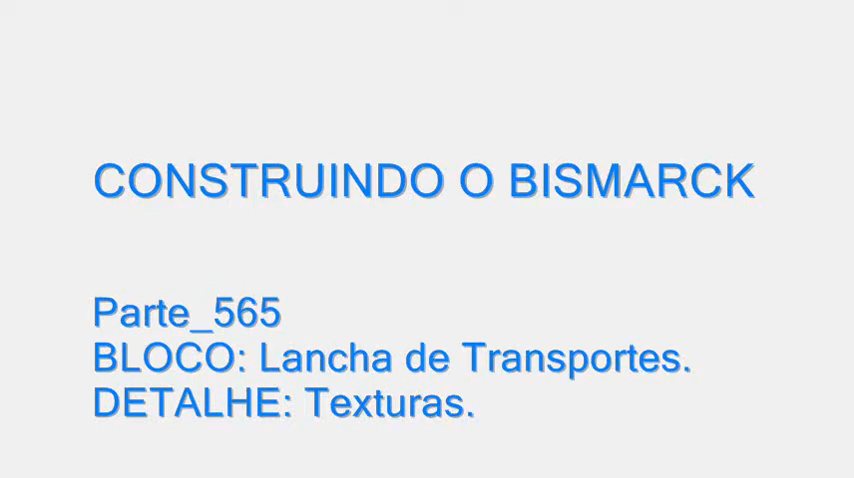 CONSTRUINDO O BISMARCK
Parte_565
BLOCO: Lancha de Transportes.
DETALHE: Texturas.